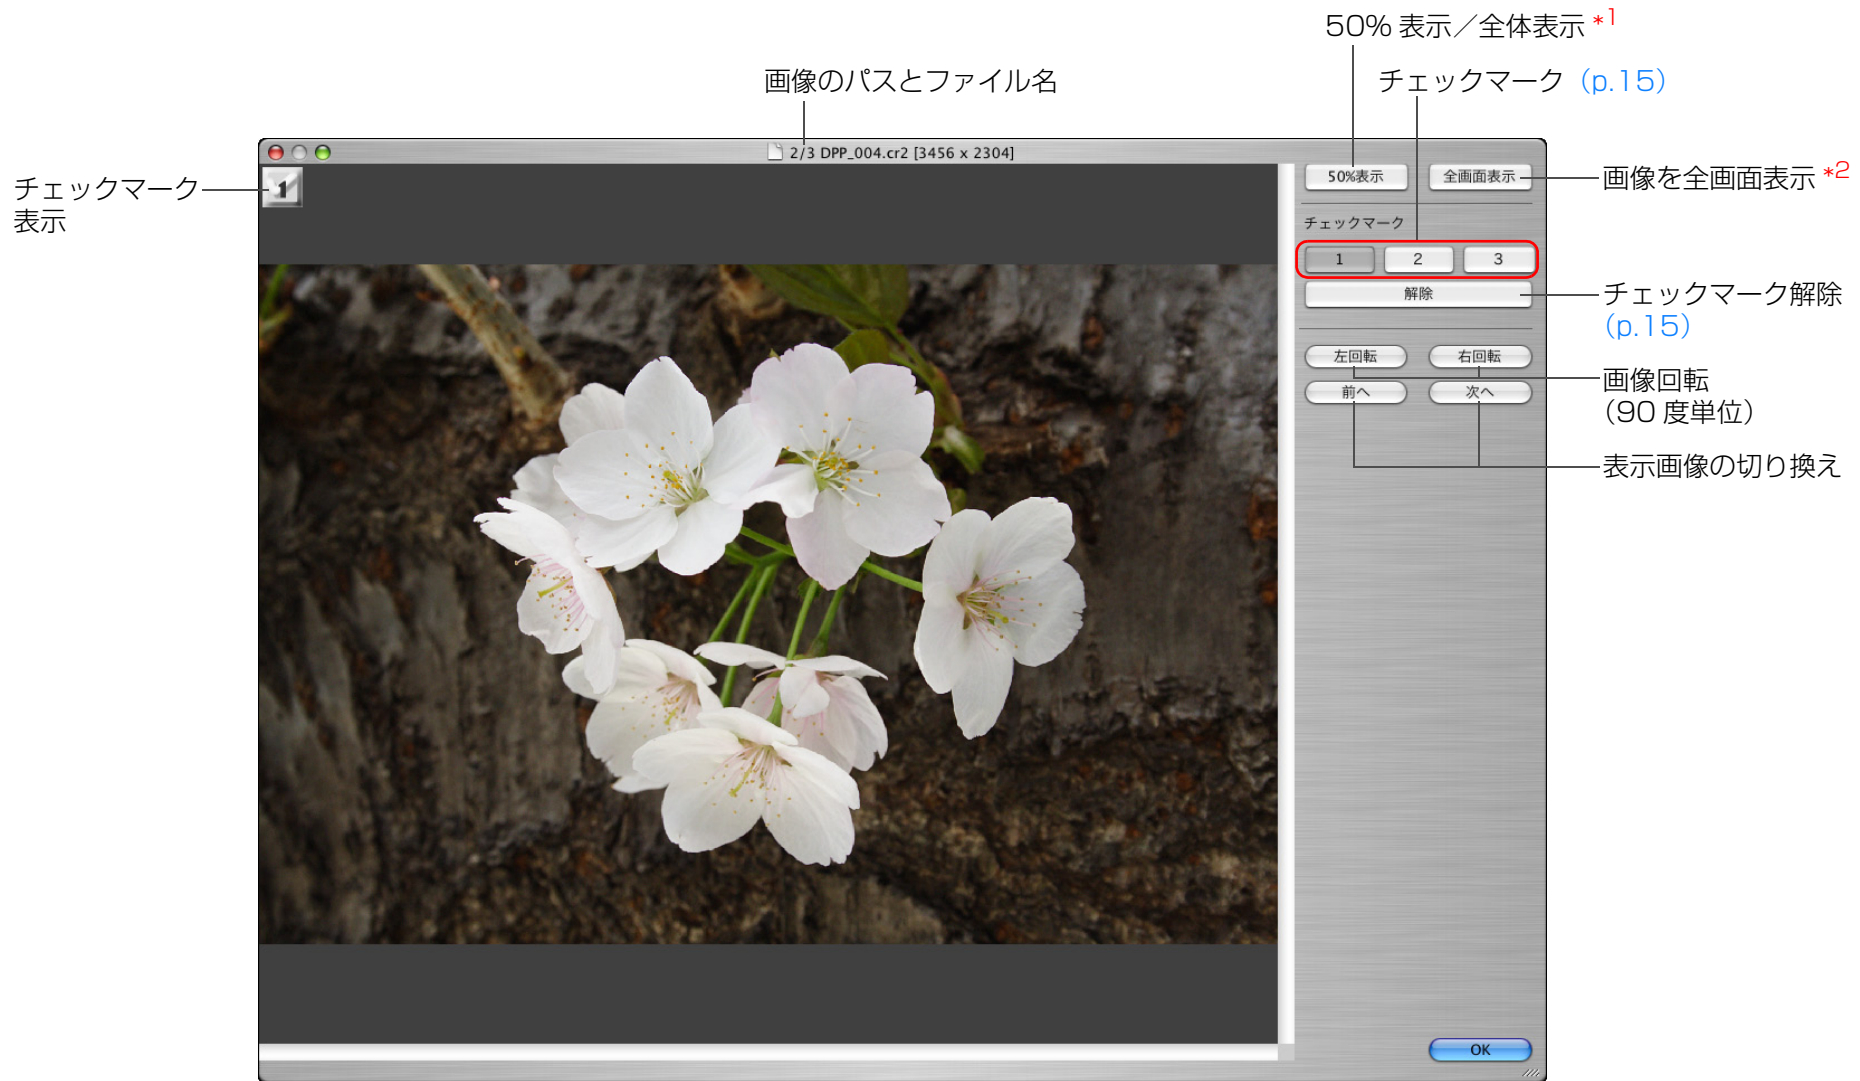 50% 表示／全体表示 *1
画像のパスとファイル名
チェックマーク（p.15）
2/3 DPP_004.cr2 [3456 x 2304]
チェックマーク
表示
1
50%表示
全画面表示
画像を全画面表示 *2
チェックマーク
1
2
3
解除
チェックマーク解除
（p.15）
左回転
右回転
画像回転
（90 度単位）
前へ
次へ
表示画像の切り換え
OK